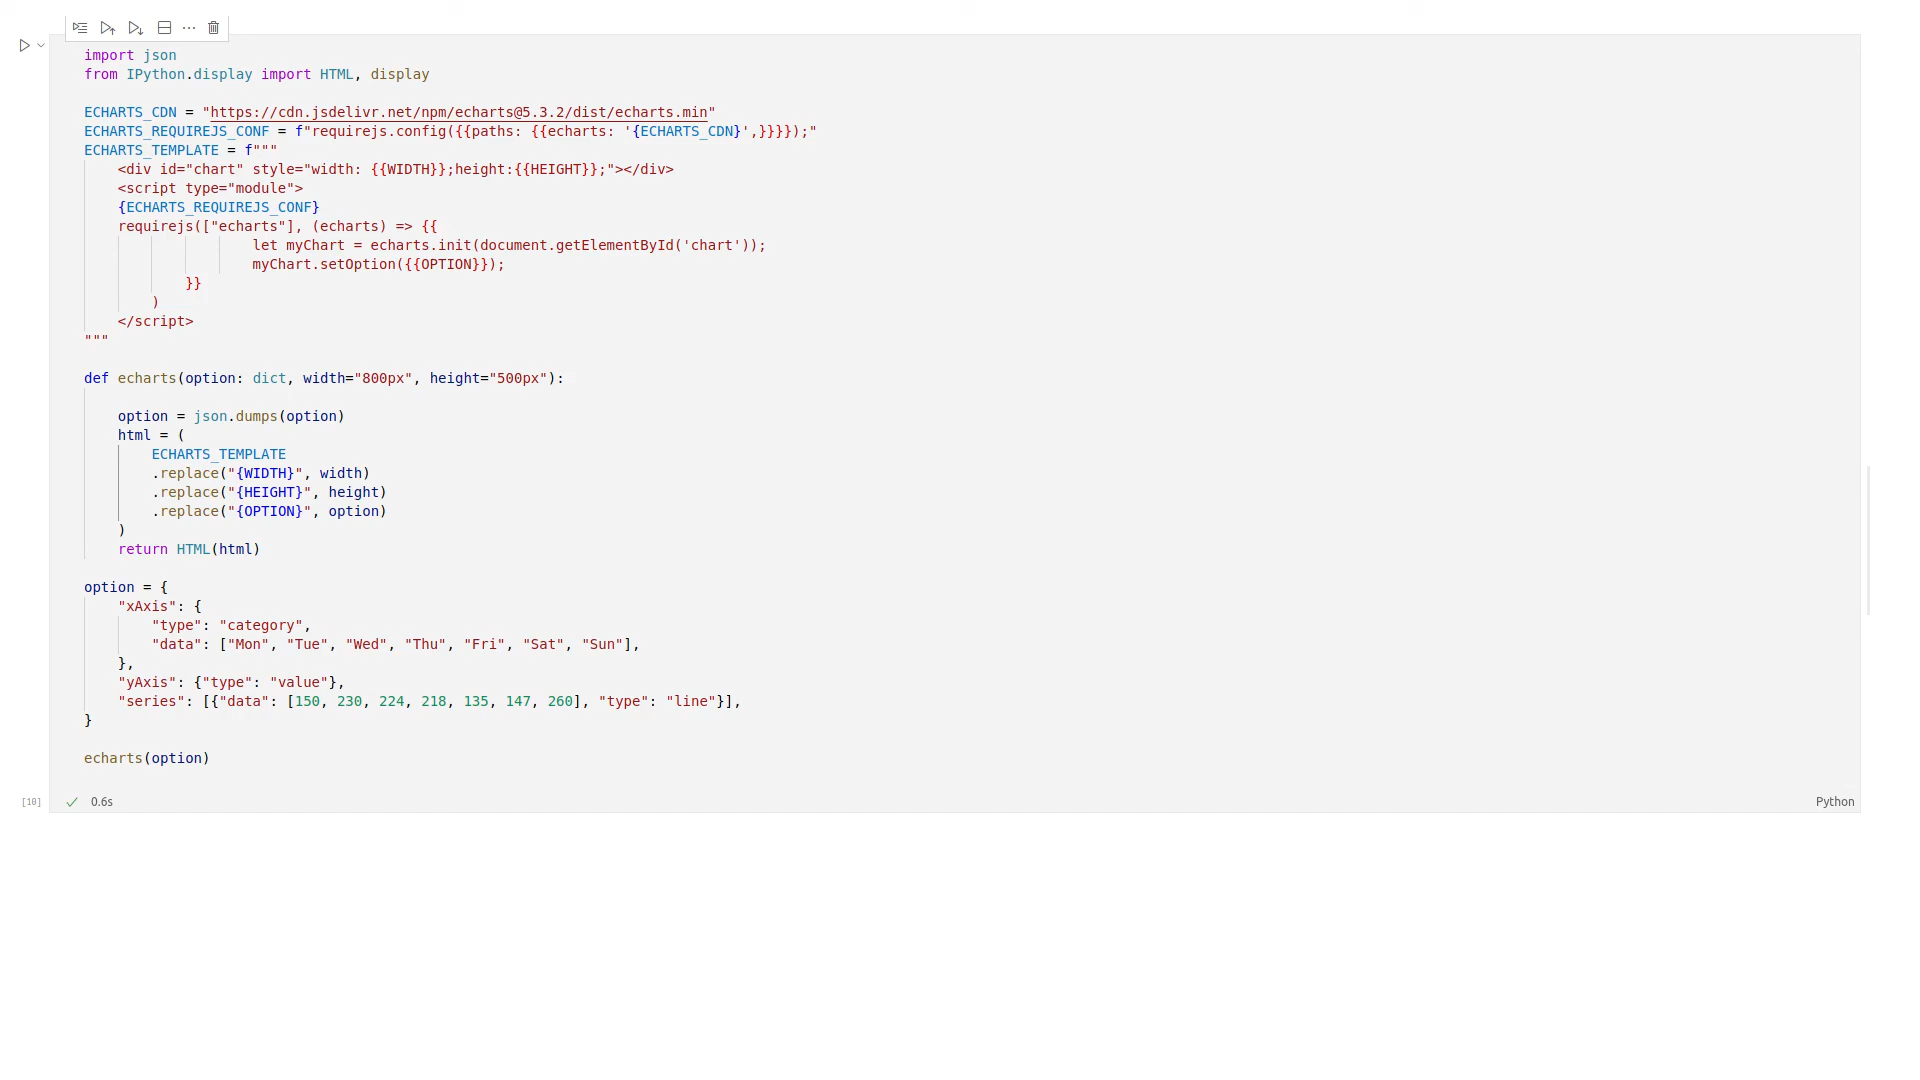 import json
from IPython.display import HTML, display

ECHARTS_CDN = "https://cdn.jsdelivr.net/npm/echarts@5.3.2/dist/echarts.min"
ECHARTS_REQUIREJS_CONF = f"requirejs.config({{paths: {{echarts: '{ECHARTS_CDN}',}}}});"
ECHARTS_TEMPLATE = f"""
    <div id="chart" style="width: {{WIDTH}};height:{{HEIGHT}};"></div>
    <script type="module">
    {ECHARTS_REQUIREJS_CONF}
    requirejs(["echarts"], (echarts) => {{
                    let myChart = echarts.init(document.getElementById('chart'));
                    myChart.setOption({{OPTION}});
            }}
        )
    </script>
"""

def echarts(option: dict, width="800px", height="500px"):

    option = json.dumps(option)
    html = (
        ECHARTS_TEMPLATE
        .replace("{WIDTH}", width)
        .replace("{HEIGHT}", height)
        .replace("{OPTION}", option)
    )
    return HTML(html)

option = {
    "xAxis": {
        "type": "category",
        "data": ["Mon", "Tue", "Wed", "Thu", "Fri", "Sat", "Sun"],
    },
    "yAxis": {"type": "value"},
    "series": [{"data": [150, 230, 224, 218, 135, 147, 260], "type": "line"}],
}

echarts(option)
[10] 0.6s Python